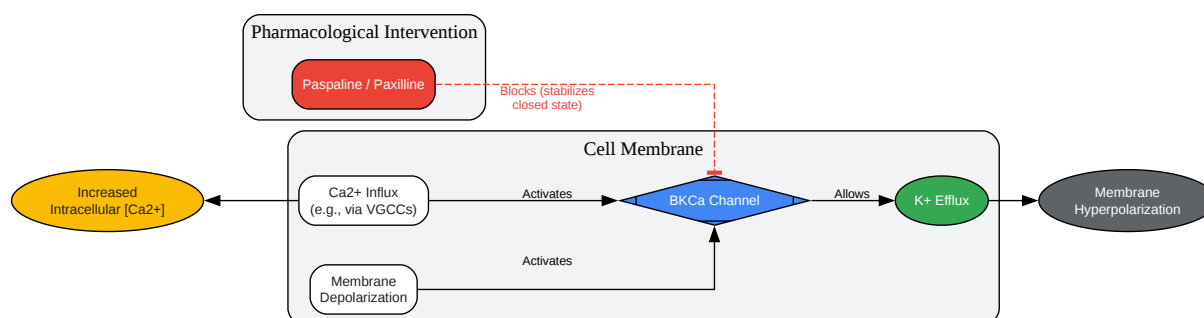 Pharmacological Intervention
Paspaline / Paxilline
Blocks (stabilizes
closed state)
Cell Membrane
Increased
Intracellular [Ca2+]
Ca2+ Influx
(e.g., via VGCCs)
Activates
BKCa Channel
Allows
K+ Efflux
Membrane
Hyperpolarization
Activates
Membrane
Depolarization